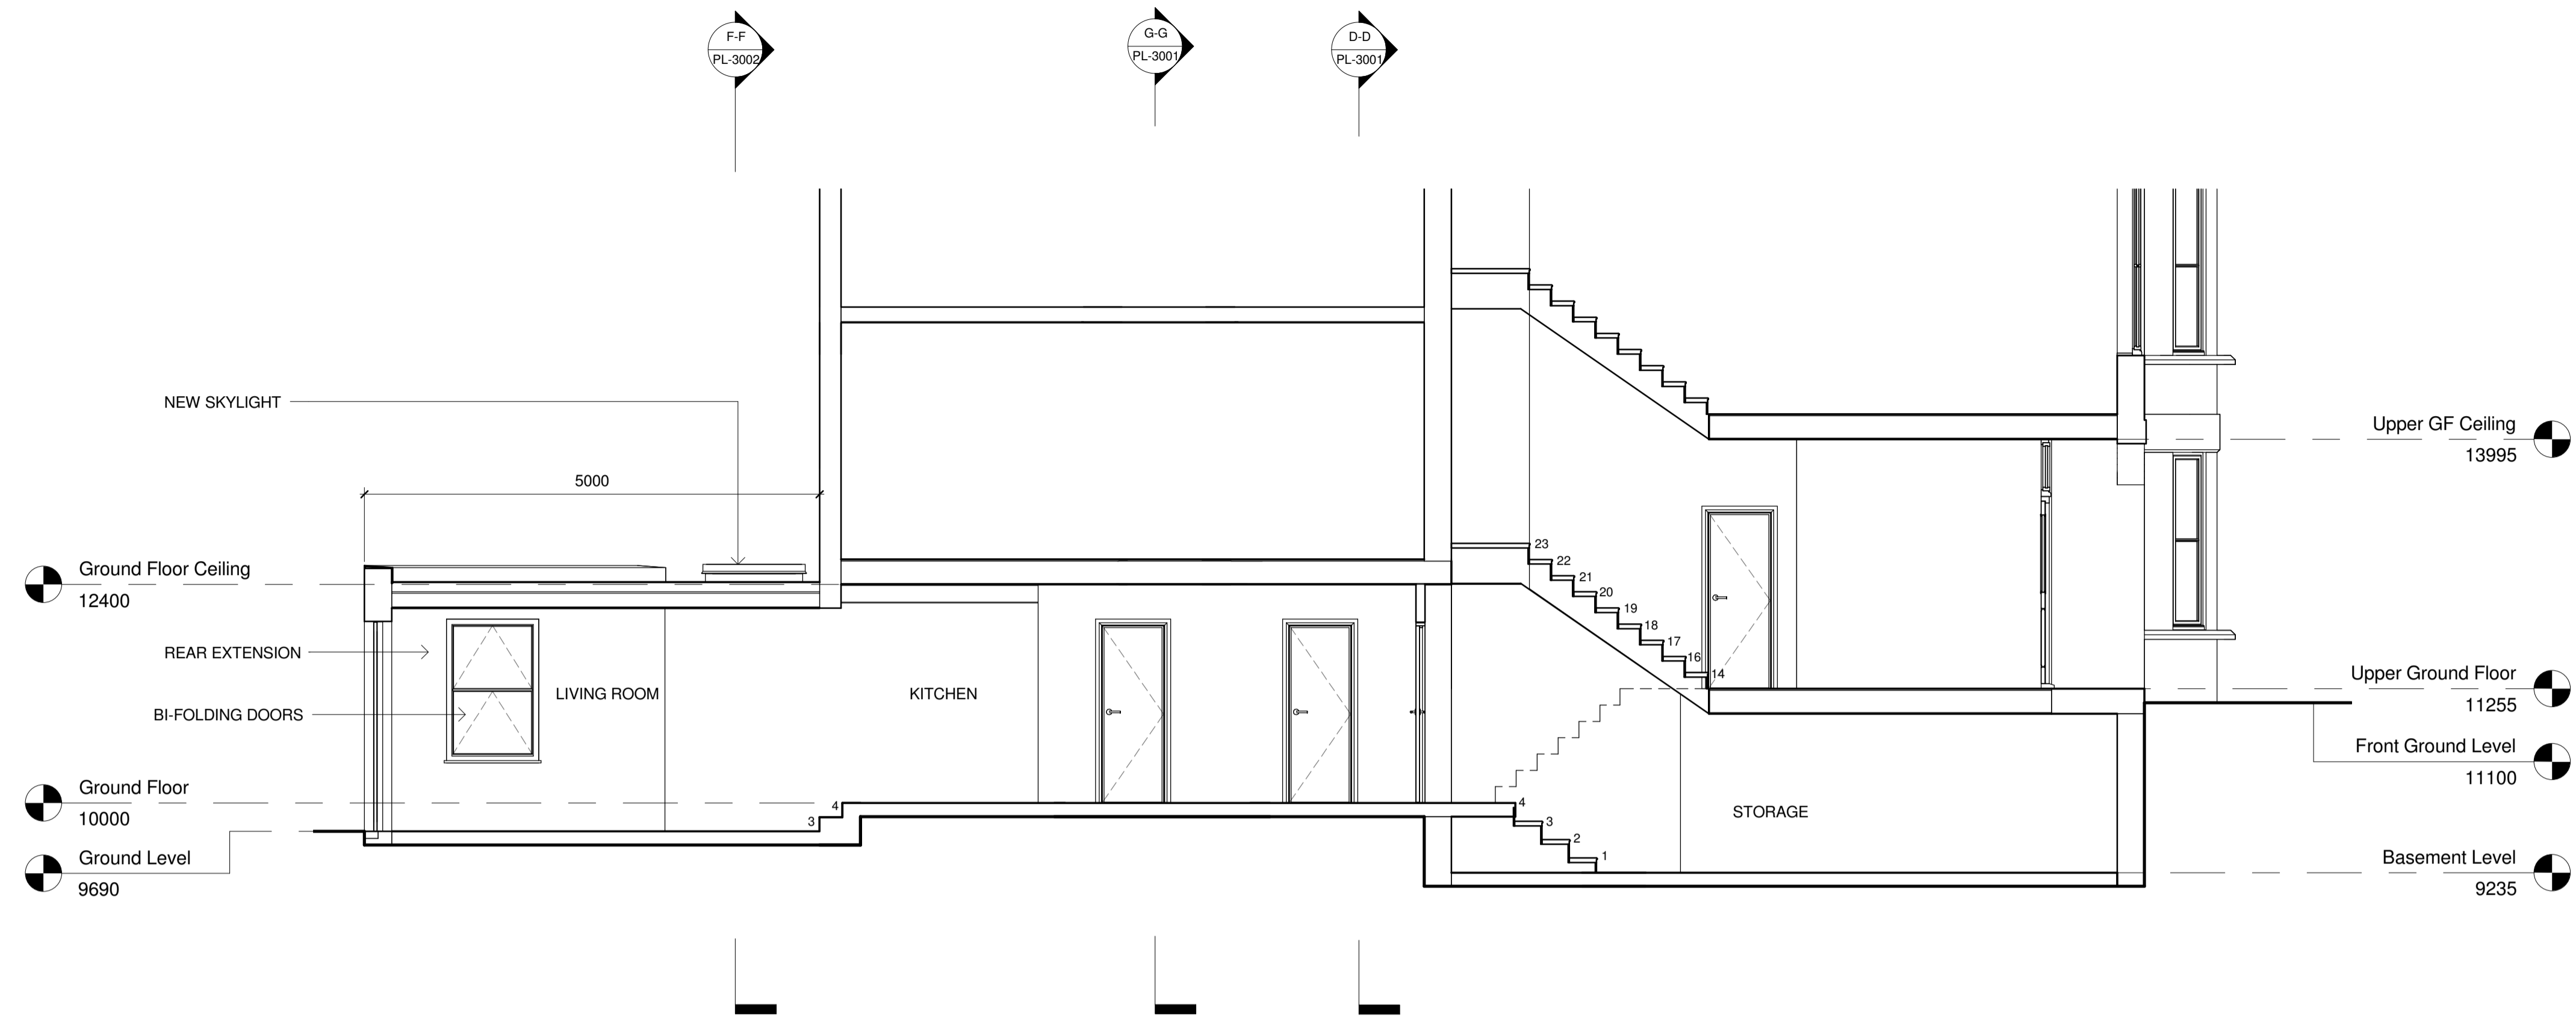 F-F
PL-3002
G-G
PL-3001
D-D
PL-3001
NEW SKYLIGHT
5000
Upper GF Ceiling
13995
Ground Floor Ceiling
12400
23
22
21
20
19
18
17
16
14
REAR EXTENSION
LIVING ROOM
KITCHEN
BI-FOLDING DOORS
Upper Ground Floor
11255
Front Ground Level
11100
Ground Floor
10000
4
3
4
3
2
1
STORAGE
Ground Level
9690
Basement Level
9235